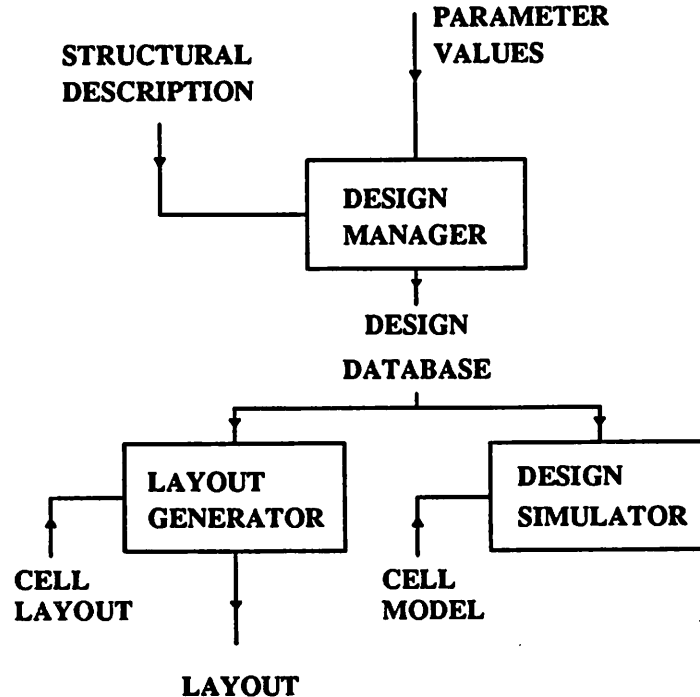 PARAMETER
VALUES
STRUCTURAL
DESCRIPTION
DESIGN
MANAGER
DESIGN
DATABASE
LAYOUT
GENERATOR
DESIGN
SIMULATOR
CELL
LAYOUT
CELL
MODEL
LAYOUT